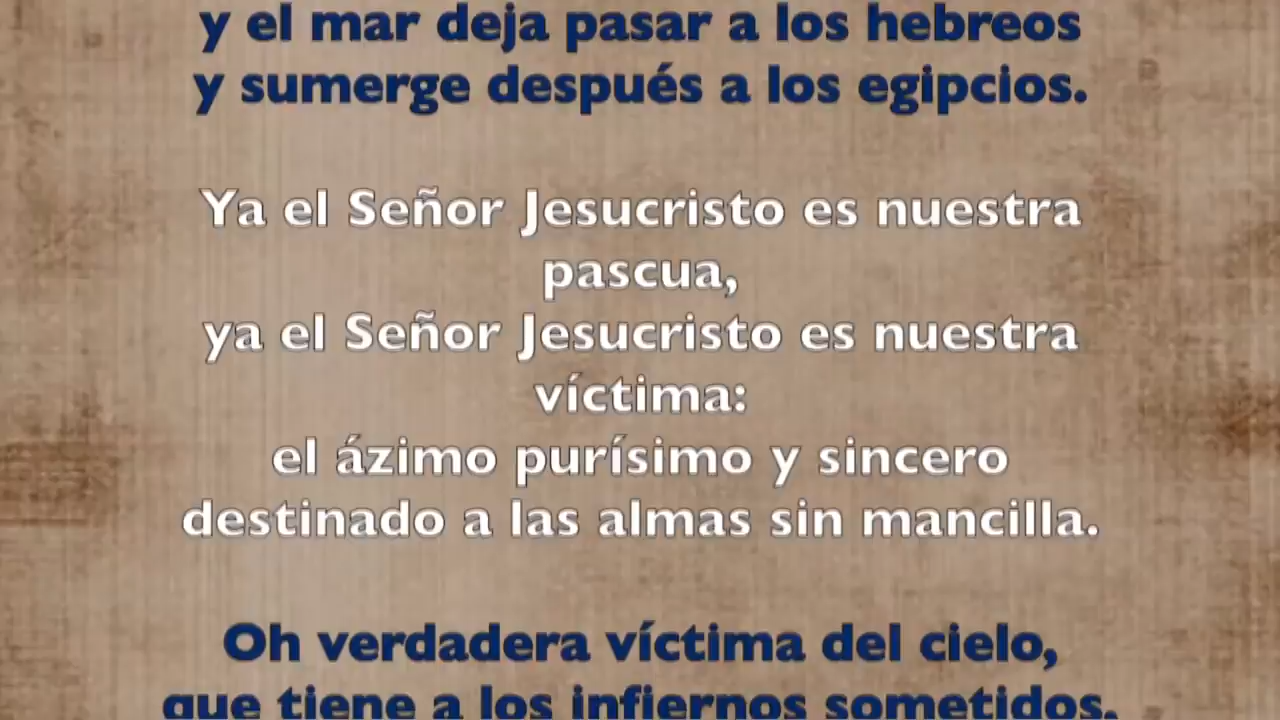 y el mar deja pasar a los hebreos
y sumerge después a los egipcios.
Ya el Señor Jesucristo es nuestra
pascua,
ya el Señor Jesucristo es nuestra
víctima:
el ázimo purísimo y sincero
destinado a las almas sin mancilla.
Oh verdadera víctima del cielo,
que tiene a los infiernos sometidos,